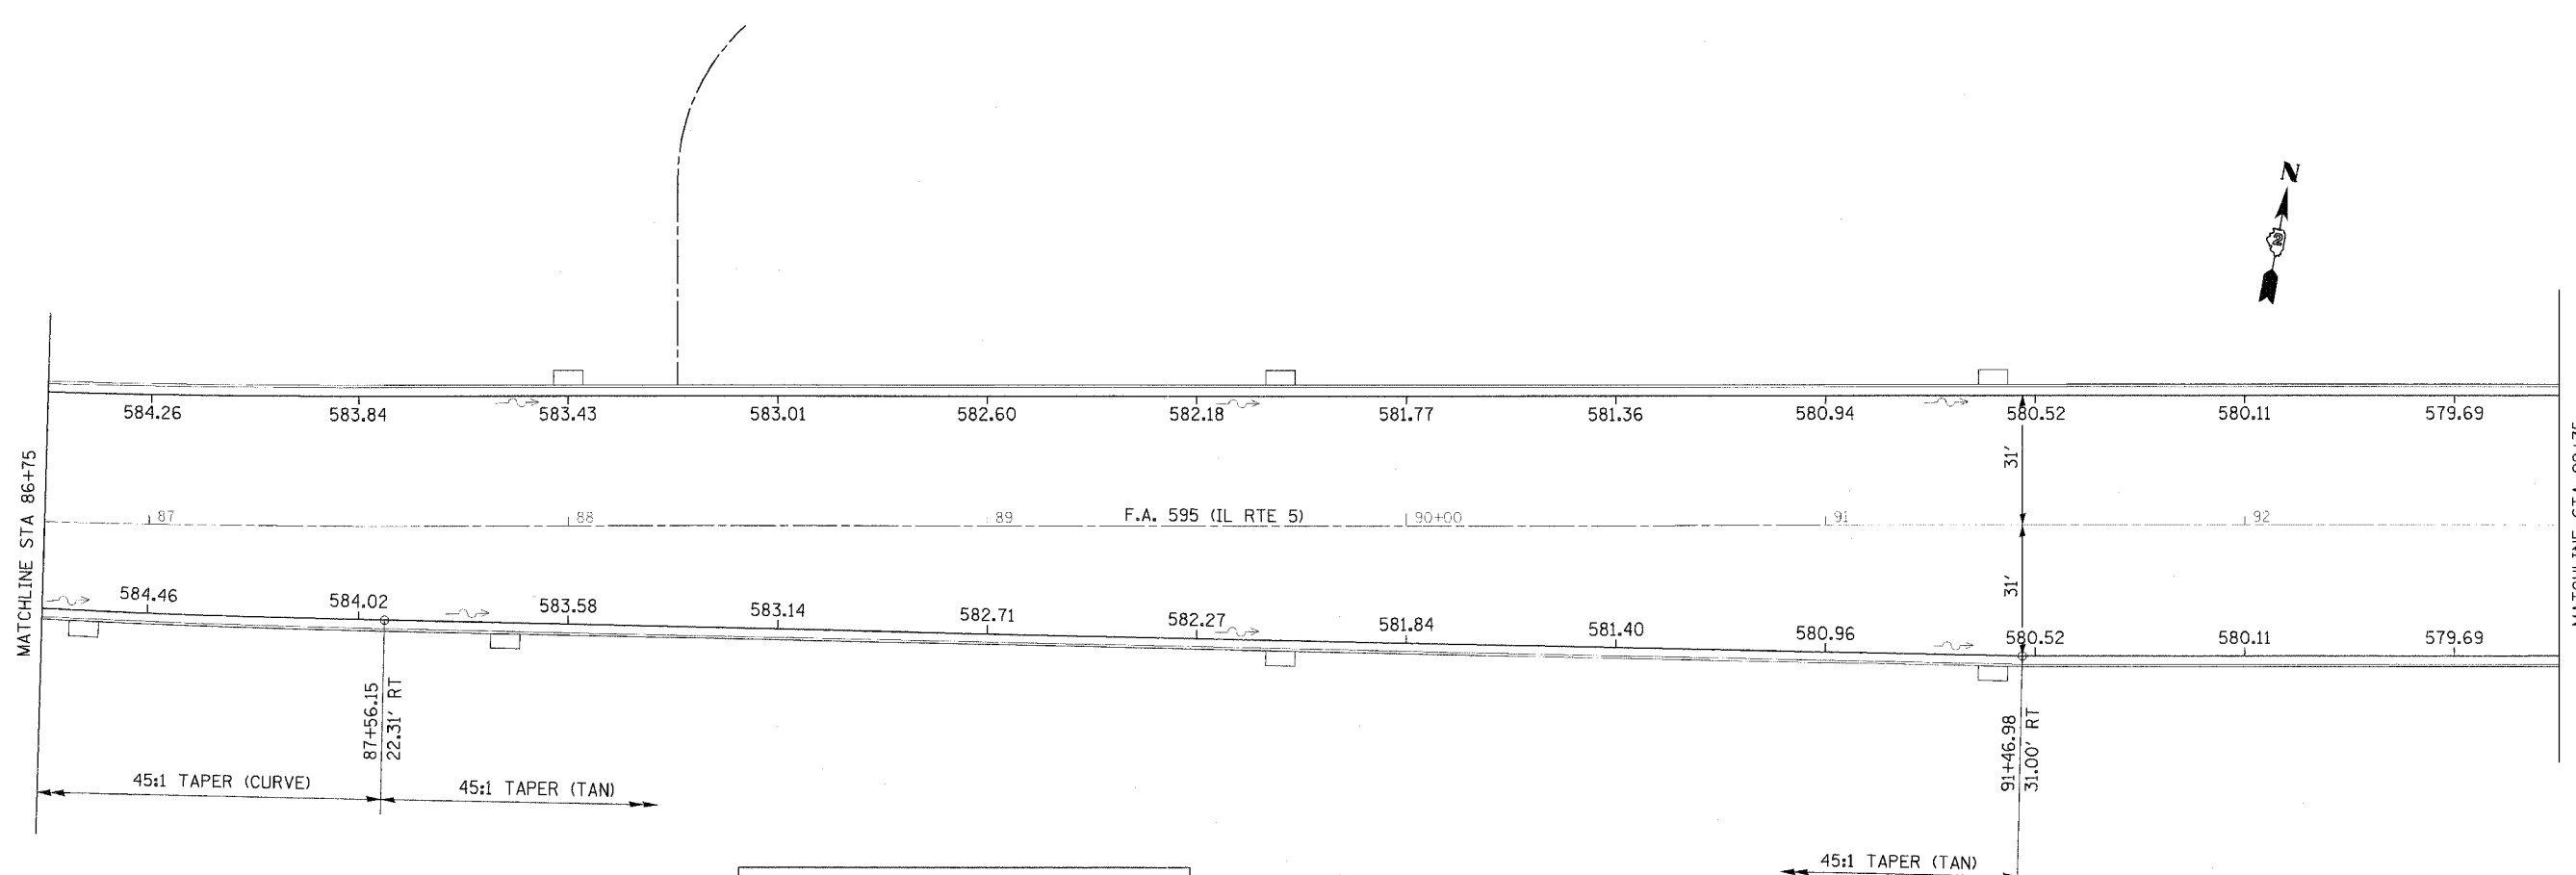 N
2
584.26 583.84 583.43 583.01 582.60 582.18 581.77 581.36 580.94 580.52 580.11 579.69
31'
MATCHLINE STA 86+75
87 88 89 F.A. 595 (IL RTE 5) 90+00 91 92
31'
584.46 584.02 583.58 583.14 582.71 582.27 581.84 581.40 580.96 580.52 580.11 579.69
87+56.15
22.31' RT
91+46.98
31.00' RT
45:1 TAPER (CURVE)
45:1 TAPER (TAN)
45:1 TAPER (TAN)